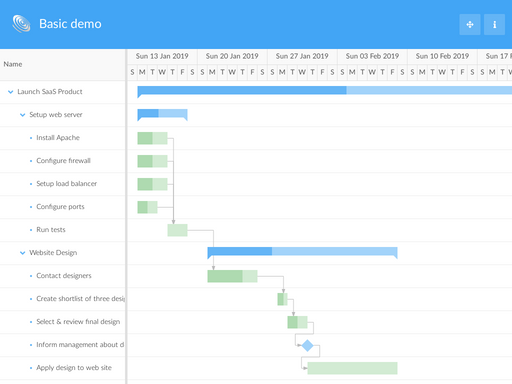 Basic demo
Name
Sun 13 Jan 2019 Sun 20 Jan 2019 Sun 27 Jan 2019 Sun 03 Feb 2019 Sun 10 Feb 2019 Sun 17 F
S M T W T F S S M T W T F S S M T W T F S S M T W T F S S M T W T F S S M T
Launch SaaS Product
Setup web server
Install Apache
Configure firewall
Setup load balancer
Configure ports
Run tests
Website Design
Contact designers
Create shortlist of three desig
Select & review final design
Inform management about d
Apply design to web site